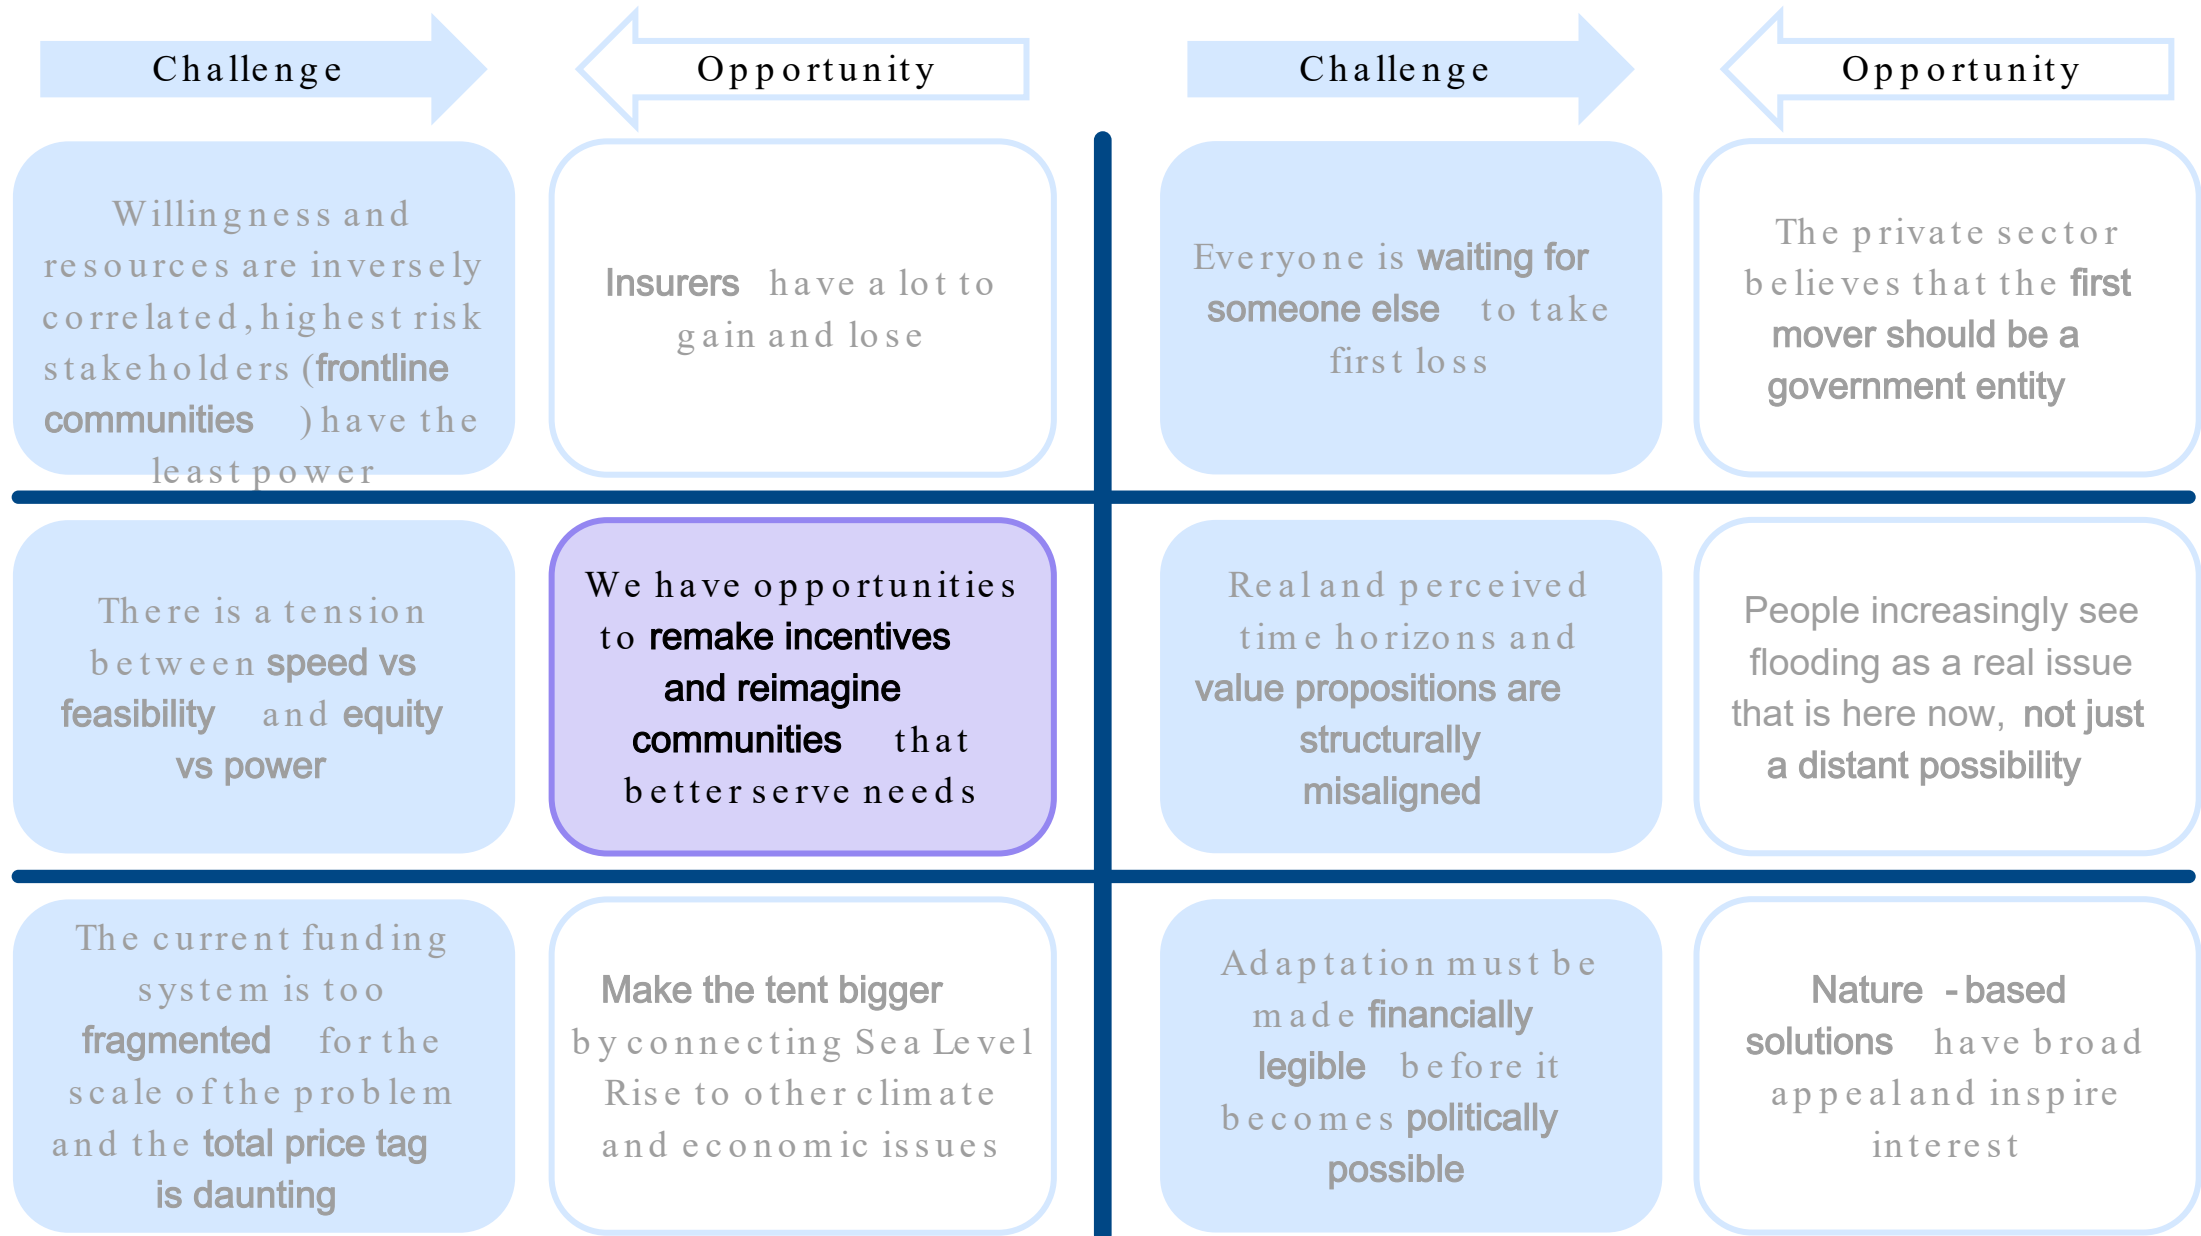 Challenge
Opportunity
Challenge
Opportunity
Willingness and
resources are inversely
correlated, highest risk
stakeholders (frontline
communities ) have the
least power
Insurers have a lot to
gain and lose
Everyone is waiting for
someone else to take
first loss
The private sector
believes that the first
mover should be a
government entity
There is a tension
between speed vs
feasibility and equity
vs power
We have opportunities
to remake incentives
and reimagine
communities that
better serve needs
Real and perceived
time horizons and
value propositions are
structurally
misaligned
People increasingly see
flooding as a real issue
that is here now, not just
a distant possibility
The current funding
system is too
fragmented for the
scale of the problem
and the total price tag
is daunting
Make the tent bigger
by connecting Sea Level
Rise to other climate
and economic issues
Adaptation must be
made financially
legible before it
becomes politically
possible
Nature -based
solutions have broad
appeal and inspire
interest